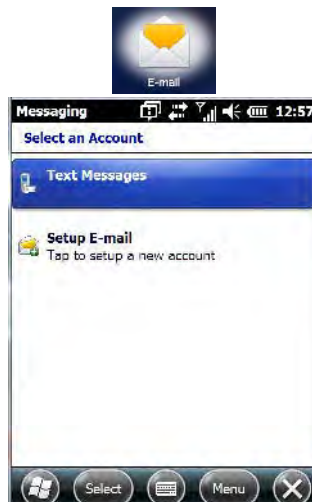 E-mail
Messaging 12:57
Select an Account
Text Messages
Setup E-mail
Tap to setup a new account
Select Menu